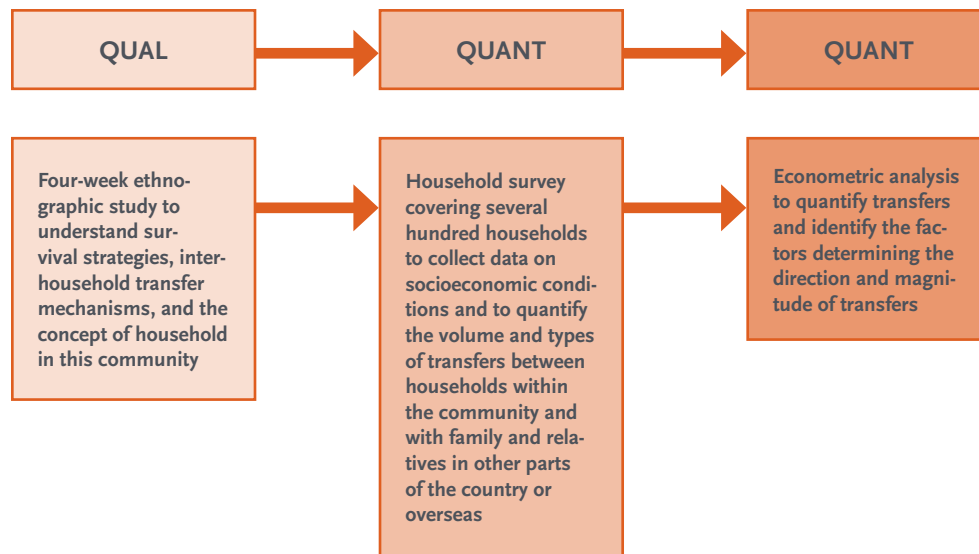 QUAL
QUANT
QUANT
Four-week ethno-
graphic study to
understand sur-
vival strategies, inter-
household transfer
mechanisms, and the
concept of household
in this community
Household survey
covering several
hundred households
to collect data on
socioeconomic condi-
tions and to quantify
the volume and types
of transfers between
households within
the community and
with family and rela-
tives in other parts
of the country or
overseas
Econometric analysis
to quantify transfers
and identify the fac-
tors determining the
direction and magni-
tude of transfers